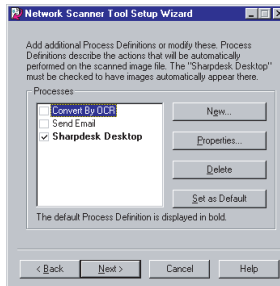 Network Scanner Tool Setup Wizard
Add additional Process Definitions or modify these. Process
Definitions describe the actions that will be automatically
performed on the scanned image file. The "Sharpdesk Desktop"
must be checked to have images automatically appear there.
Processes
Convert By OCR
Send Email
Sharpdesk Desktop
New...
Properties...
Delete
Set as Default
The default Process Definition is displayed in bold.
< Back
Next >
Cancel
Help